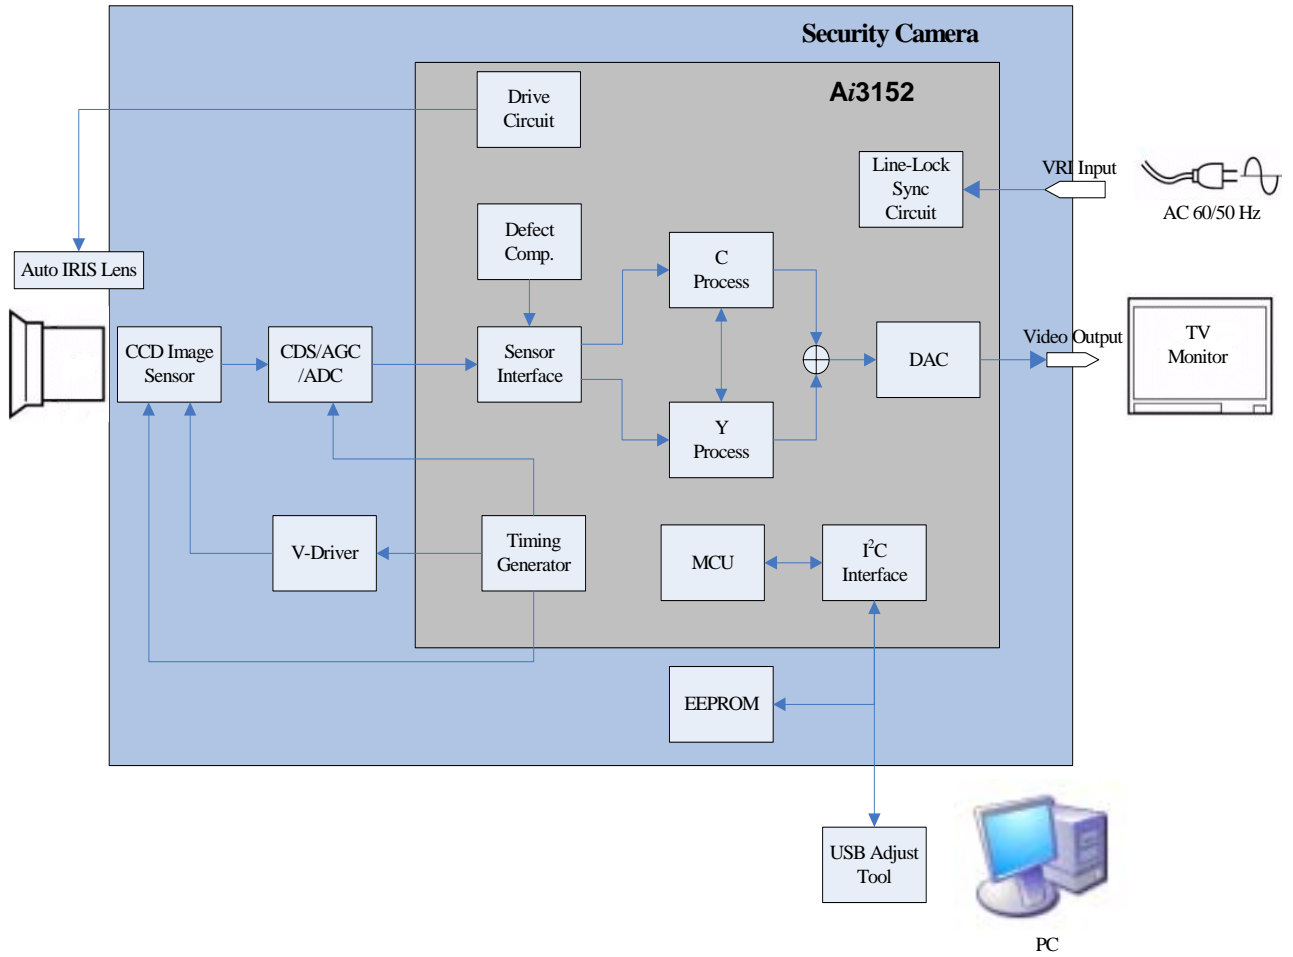 Security Camera
Ai3152
Drive
Circuit
Line-Lock
Sync
Circuit
VRI Input
AC 60/50 Hz
Defect
Comp.
C
Process
Auto IRIS Lens
CCD Image
Sensor
CDS/AGC
/ADC
Sensor
Interface
DAC
Video Output
TV
Monitor
Y
Process
V-Driver
Timing
Generator
MCU
I²C
Interface
EEPROM
USB Adjust
Tool
PC